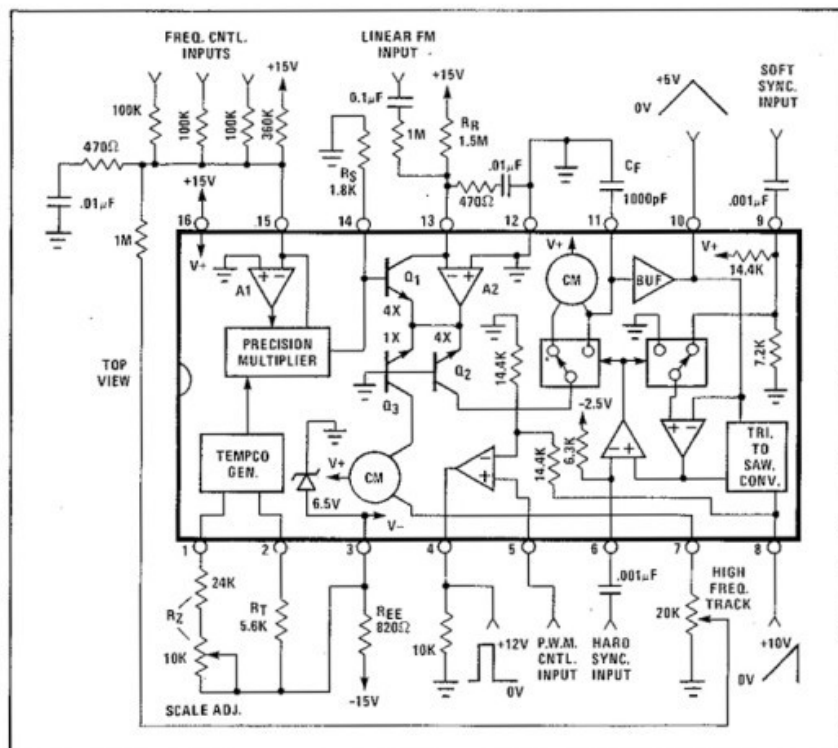 FREQ. CNTL.
INPUTS
LINEAR FM
INPUT
SOFT
SYNC.
INPUT
+5V
0V
+15V
+15V
0.1µF
100K
100K
100K
360K
1M
RR
1.5M
470Ω
.01µF
RS
1.8K
.01µF
470Ω
CF
1000pF
.001µF
+15V
16
15
14
13
12
11
10
9
1M
V+
A1
+ −
Q1
4X
− +
A2
V+
CM
BUF
V+
14.4K
PRECISION
MULTIPLIER
1X
4X
14.4K
7.2K
TOP
VIEW
Q2
Q3
−2.5V
6.3K
+ −
TEMPCO
GEN.
V+
CM
6.5V
−
+
14.4K
− +
TRI.
TO
SAW.
CONV.
V−
1
2
3
4
5
6
7
8
24K
RZ
10K
RT
5.6K
REE
820Ω
−15V
10K
+12V
0V
P.W.M.
CNTL.
INPUT
.001µF
HARD
SYNC.
INPUT
HIGH
FREQ.
TRACK
20K
+10V
0V
SCALE ADJ.